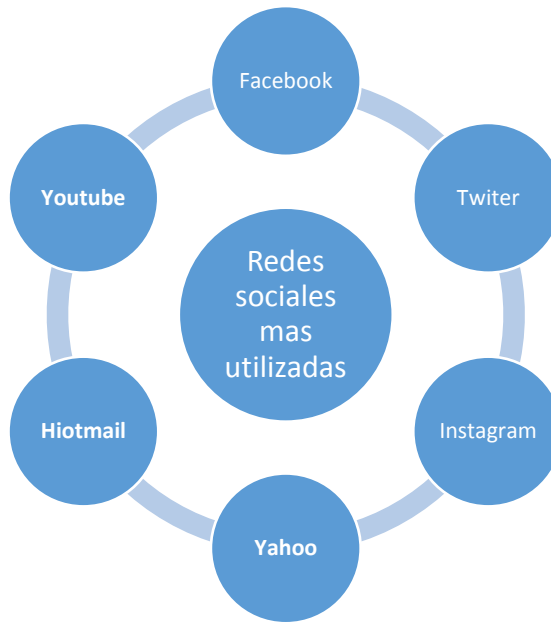 Facebook
Twiter
Instagram
Yahoo
Hiotmail
Youtube
Redes
sociales
mas
utilizadas